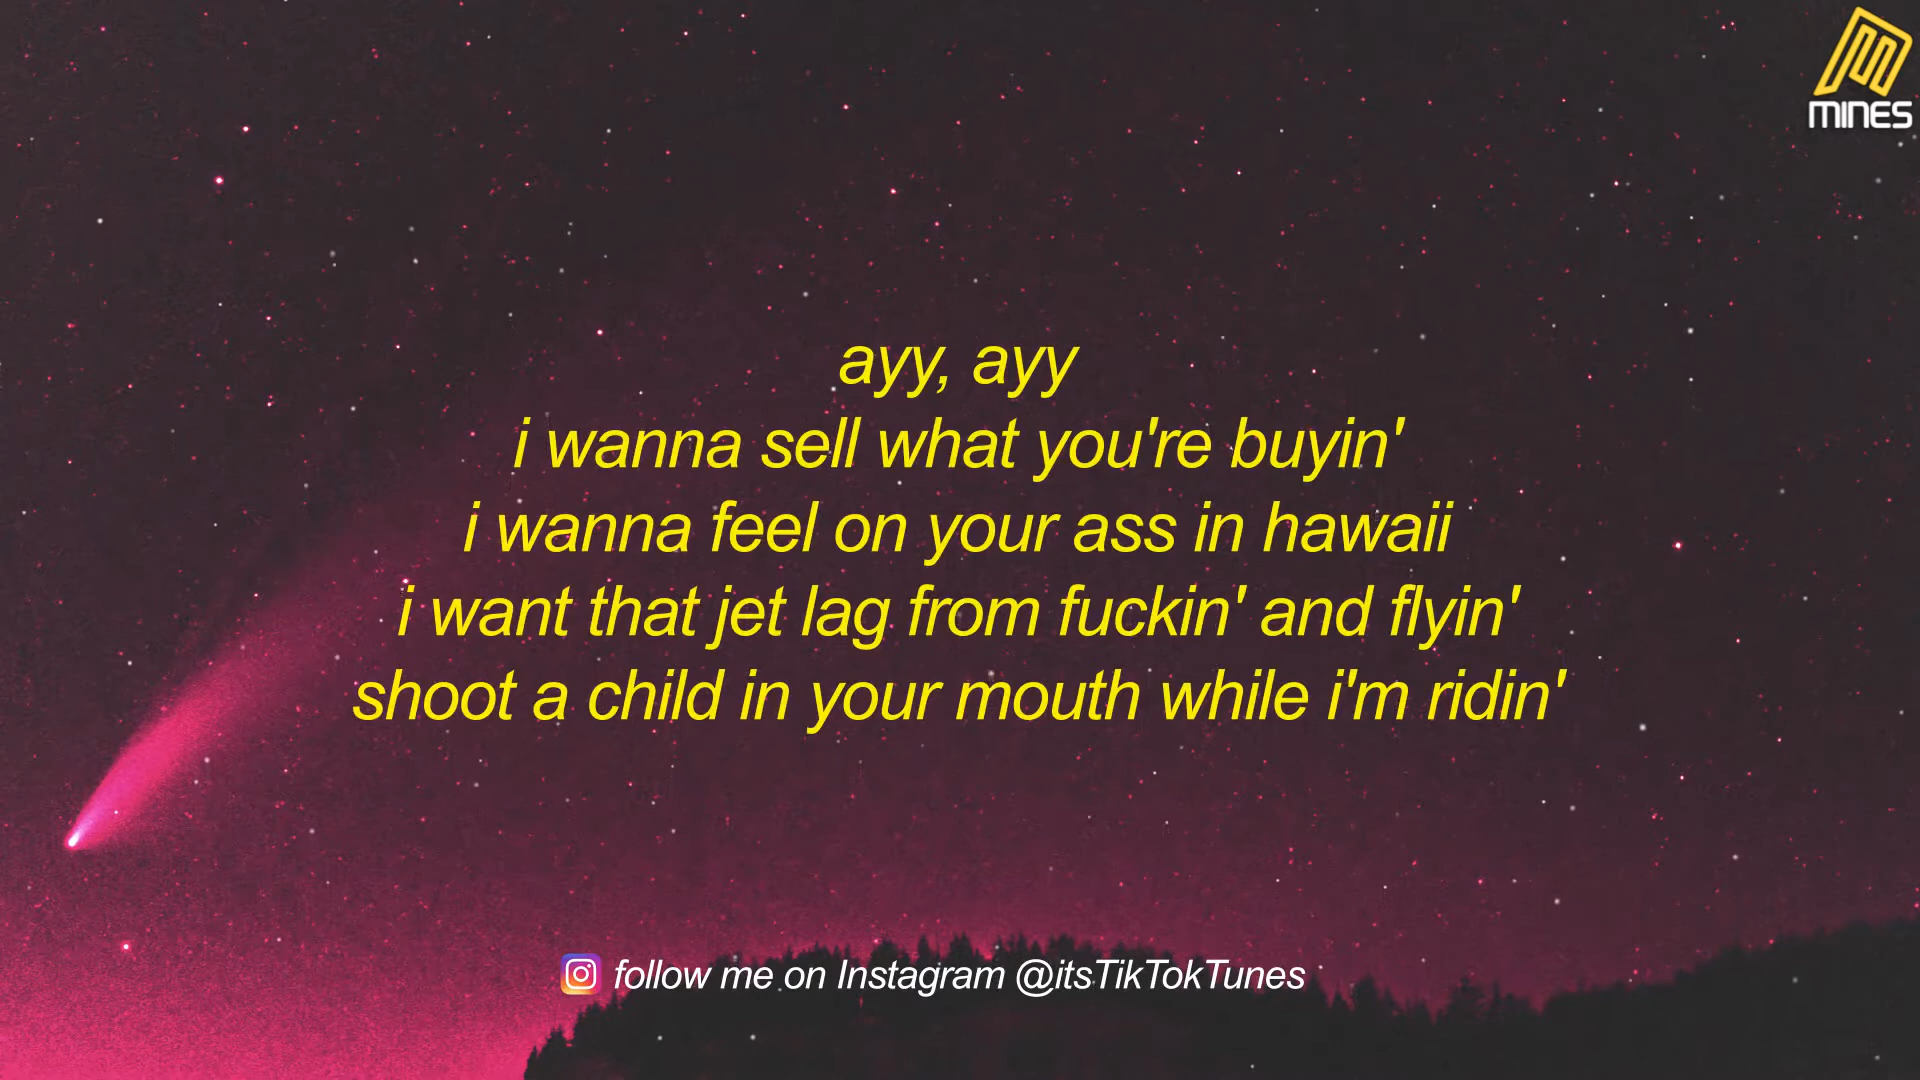 MINES
ayy, ayy
i wanna sell what you're buyin'
i wanna feel on your ass in hawaii
i want that jet lag from fuckin' and flyin'
shoot a child in your mouth while i'm ridin'
follow me on Instagram @itsTikTokTunes